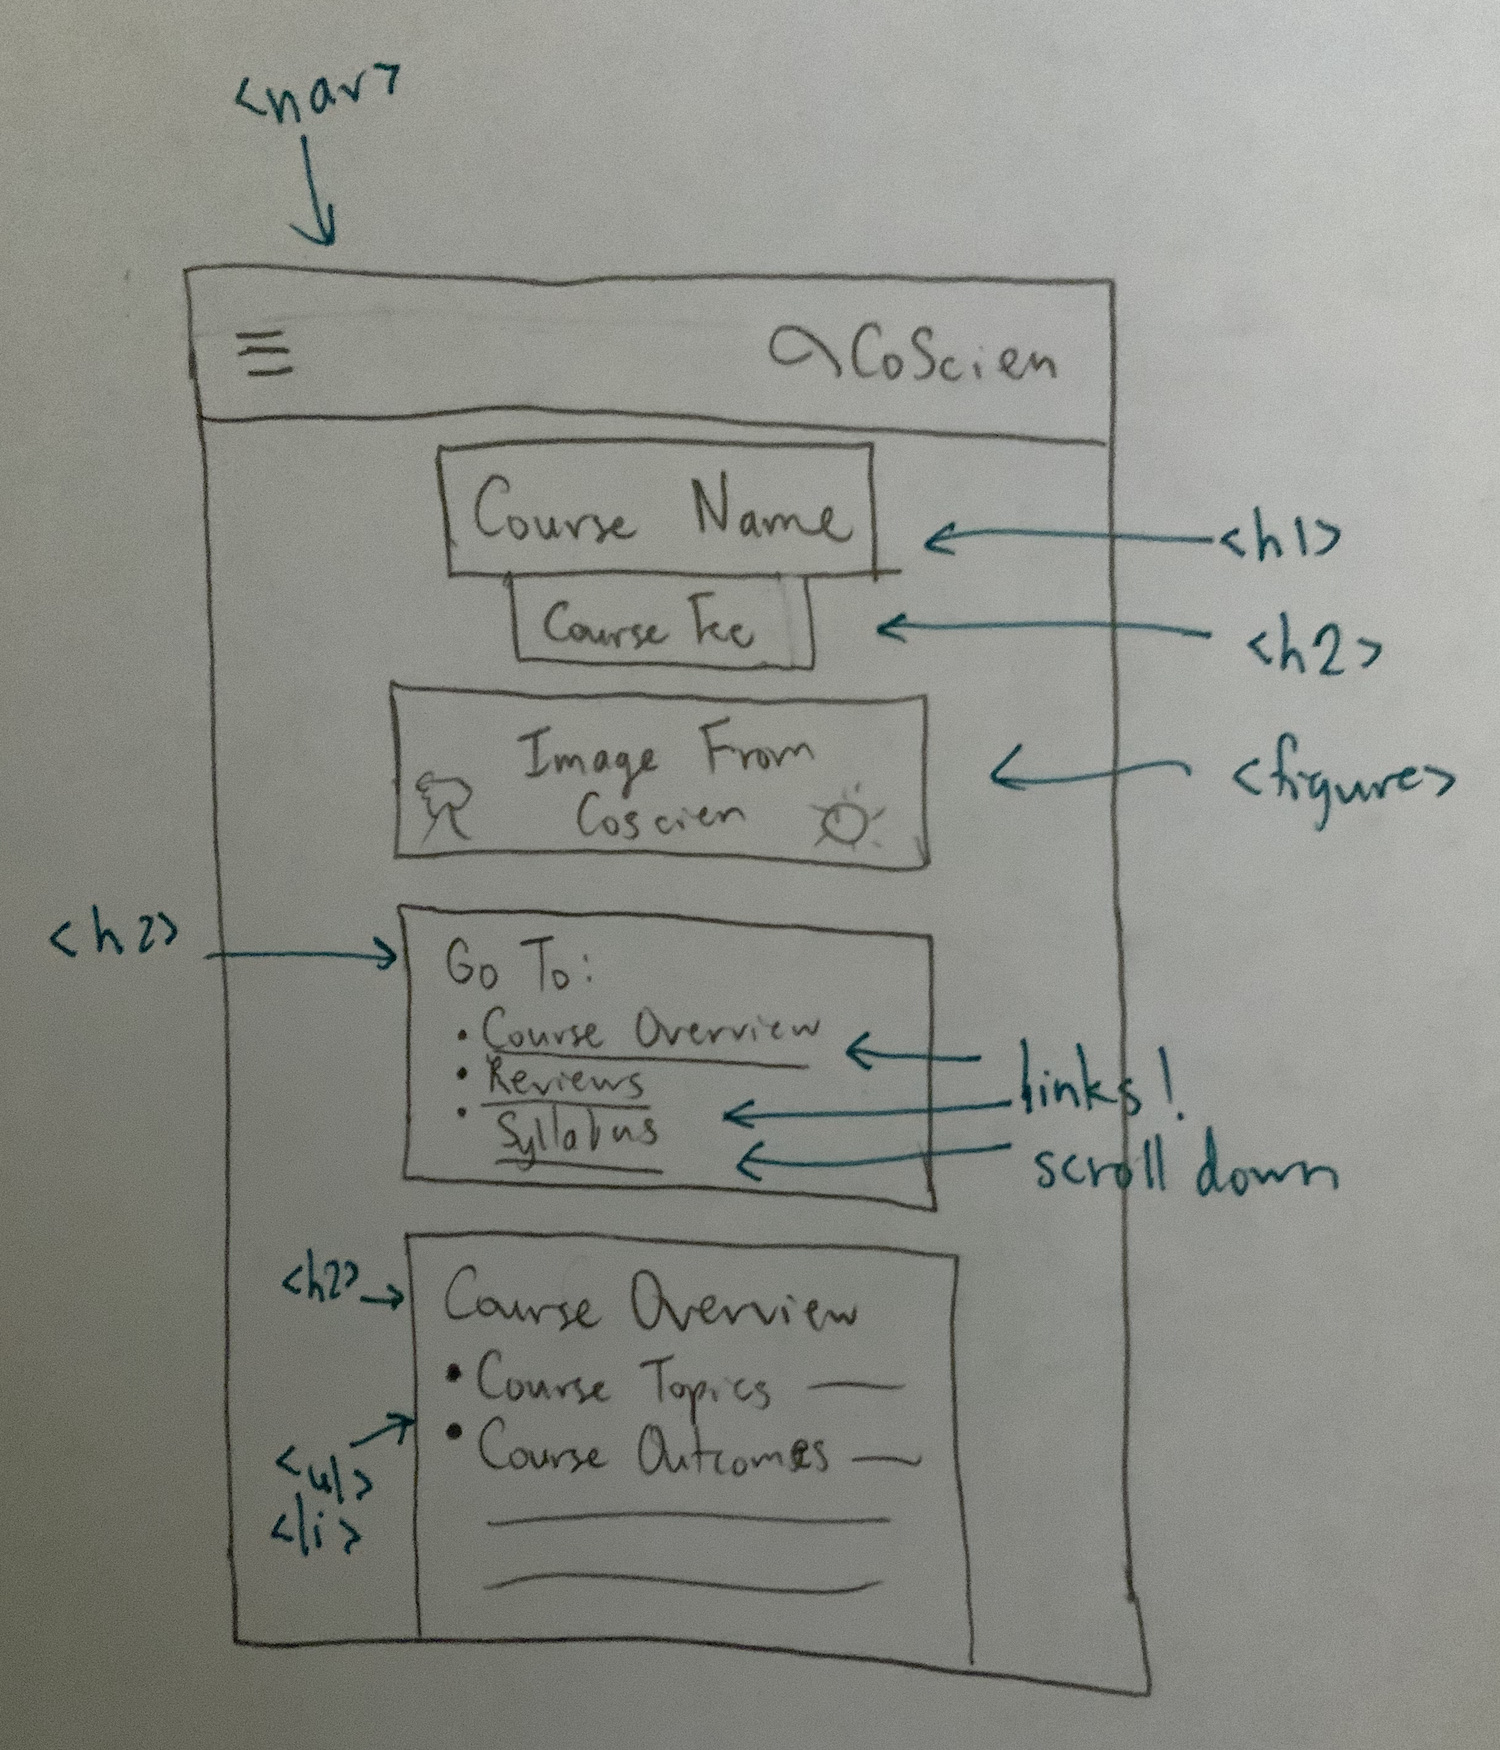 <nav>
CoScien
Course Name
<h1>
Course Fee
<h2>
Image From
Coscien
<figure>
<h2>
Go To:
• Course Overview
• Reviews
• Syllabus
links!
scroll down
<h2>
Course Overview
• Course Topics
• Course Outcomes
<ul>
</i>